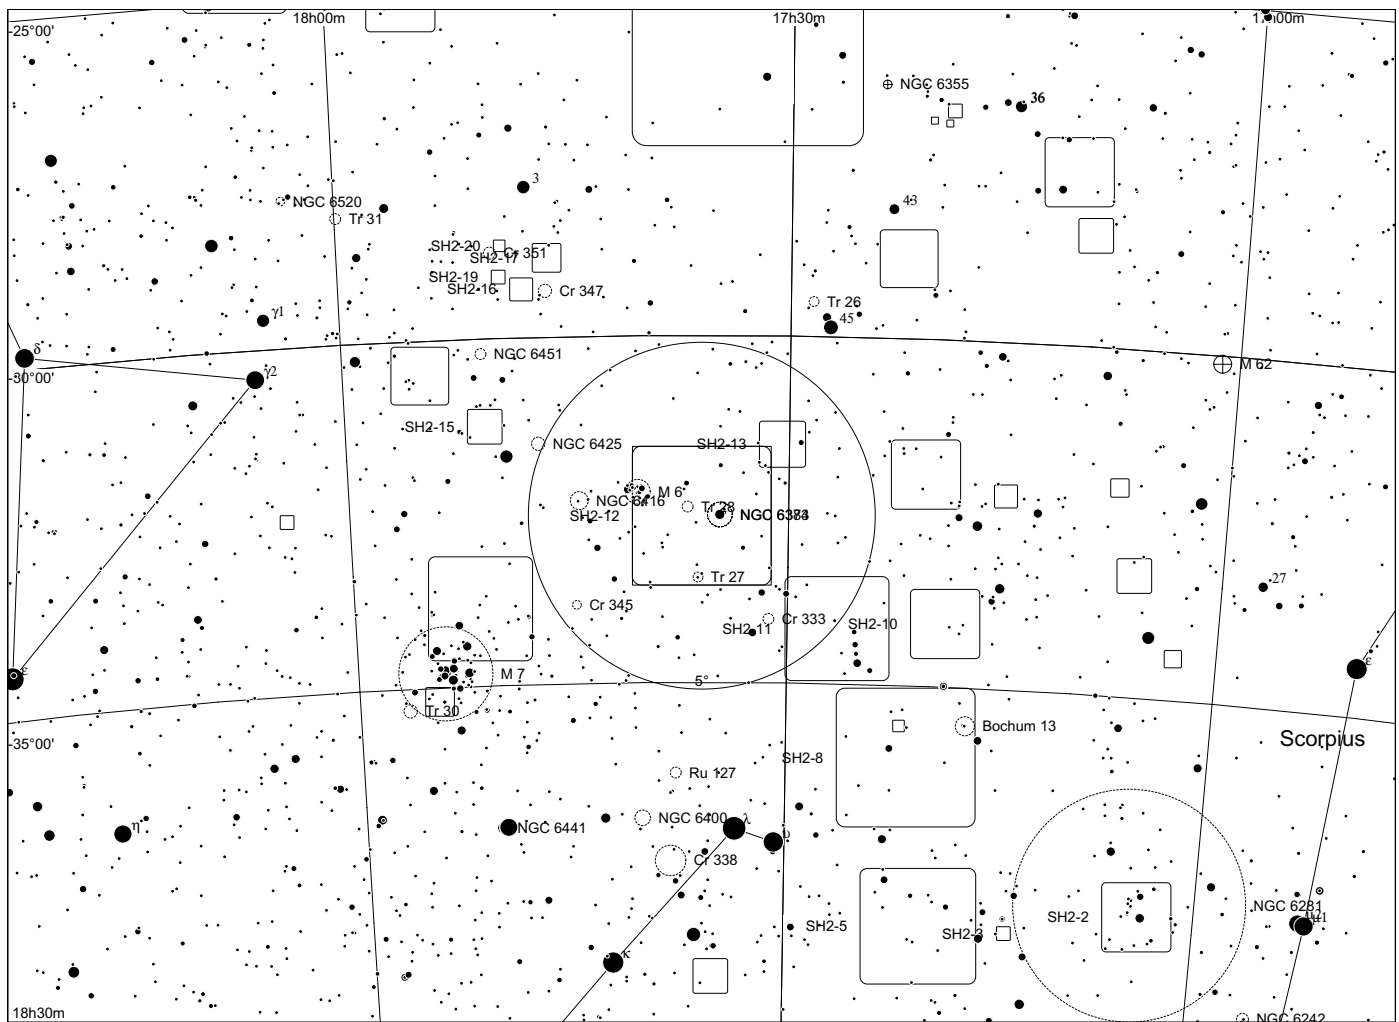 18h00m
17h30m
17h00m
-25°00'
NGC 6355
36
3
43
NGC 6520
Tr 31
SH2-20
Cr 351
SH2-17
SH2-19
SH2-16
Cr 347
Tr 26
45
γ1
δ
NGC 6451
M 62
-30°00'
γ2
SH2-15
NGC 6425
SH2-13
M 6
NGC 6416
Tr 28
SH2-12
NGC
Tr 27
27
Cr 345
Cr 333
SH2-11
SH2-10
ε
M 7
ε
5°
Tr 30
Bochum 13
-35°00'
Scorpius
SH2-8
Ru 127
NGC 6400
λ
η
NGC 6441
υ
Cr 338
NGC 6281
μ1
SH2-2
SH2-5
SH2-3
κ
18h30m
NGC 6242